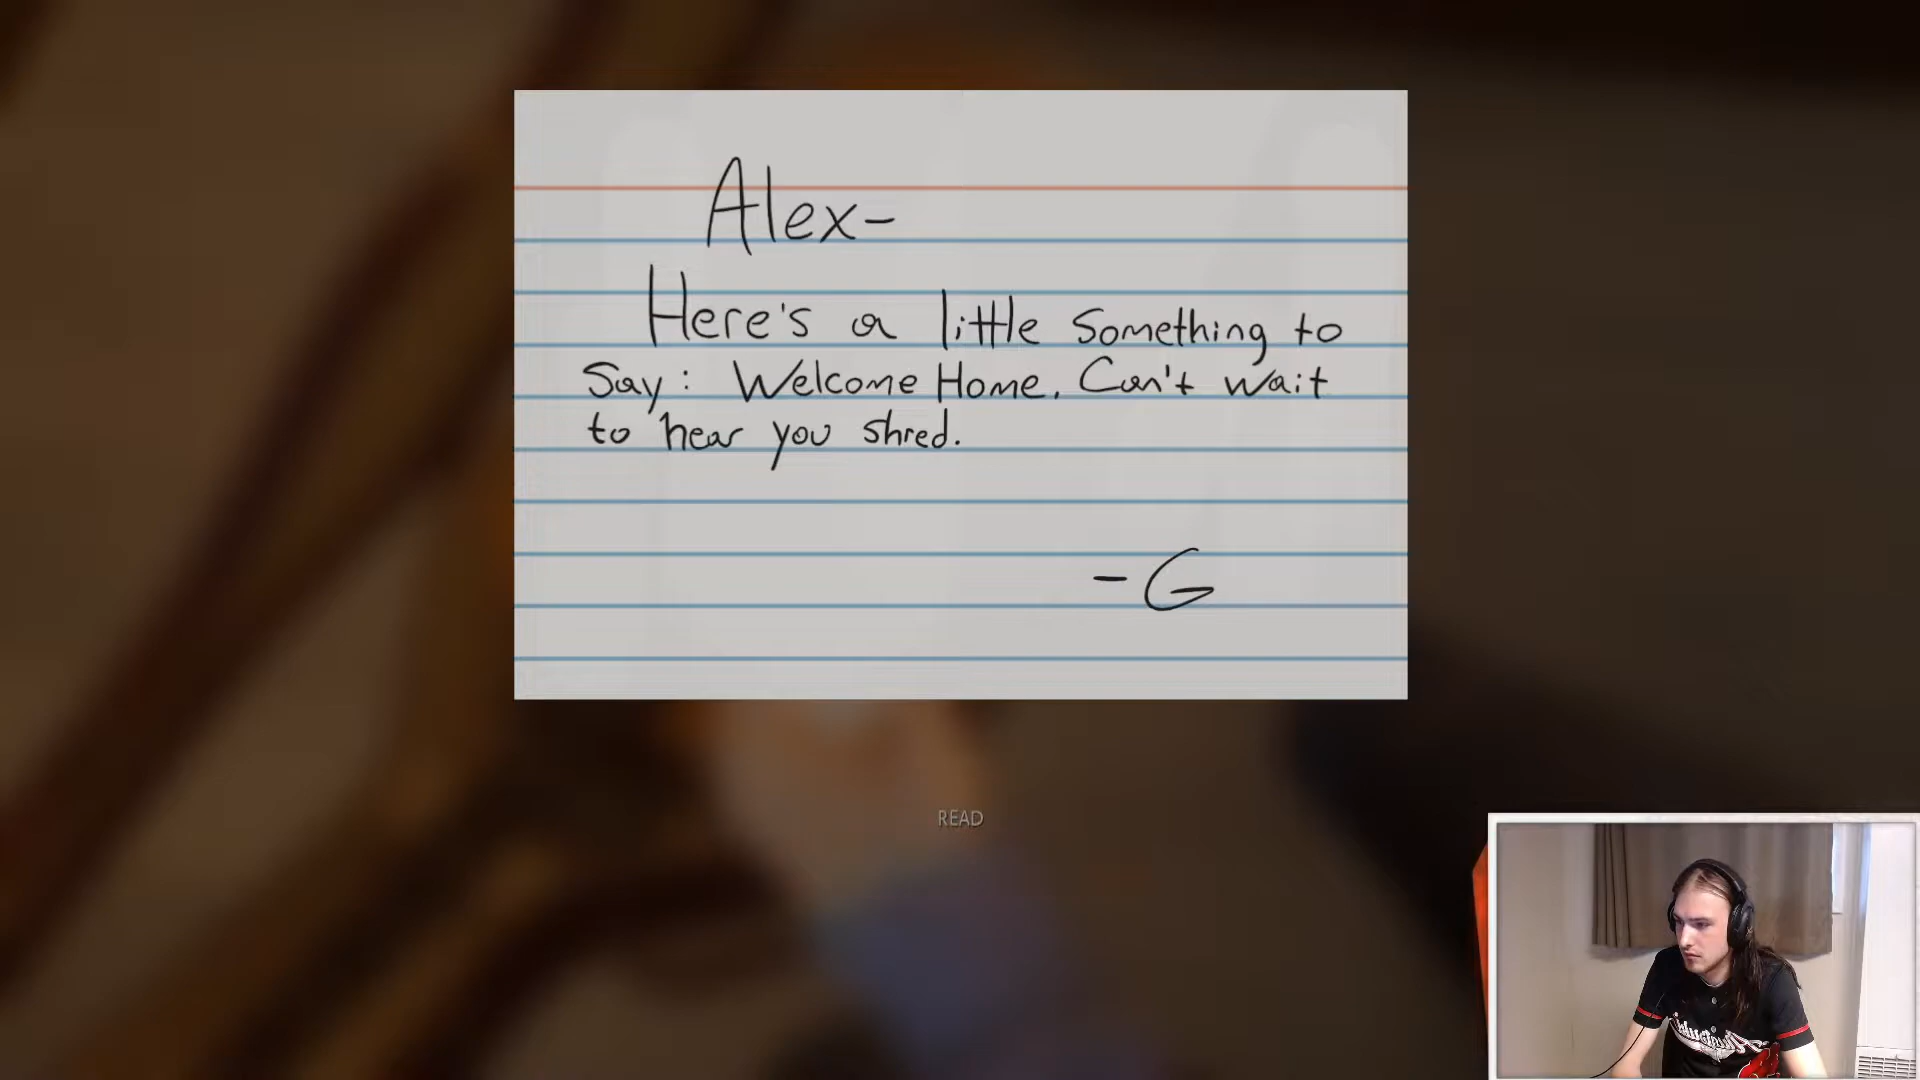 Alex-
Here's a little Something to
Say: Welcome Home. Can't wait
to hear you shred.
-G
READ